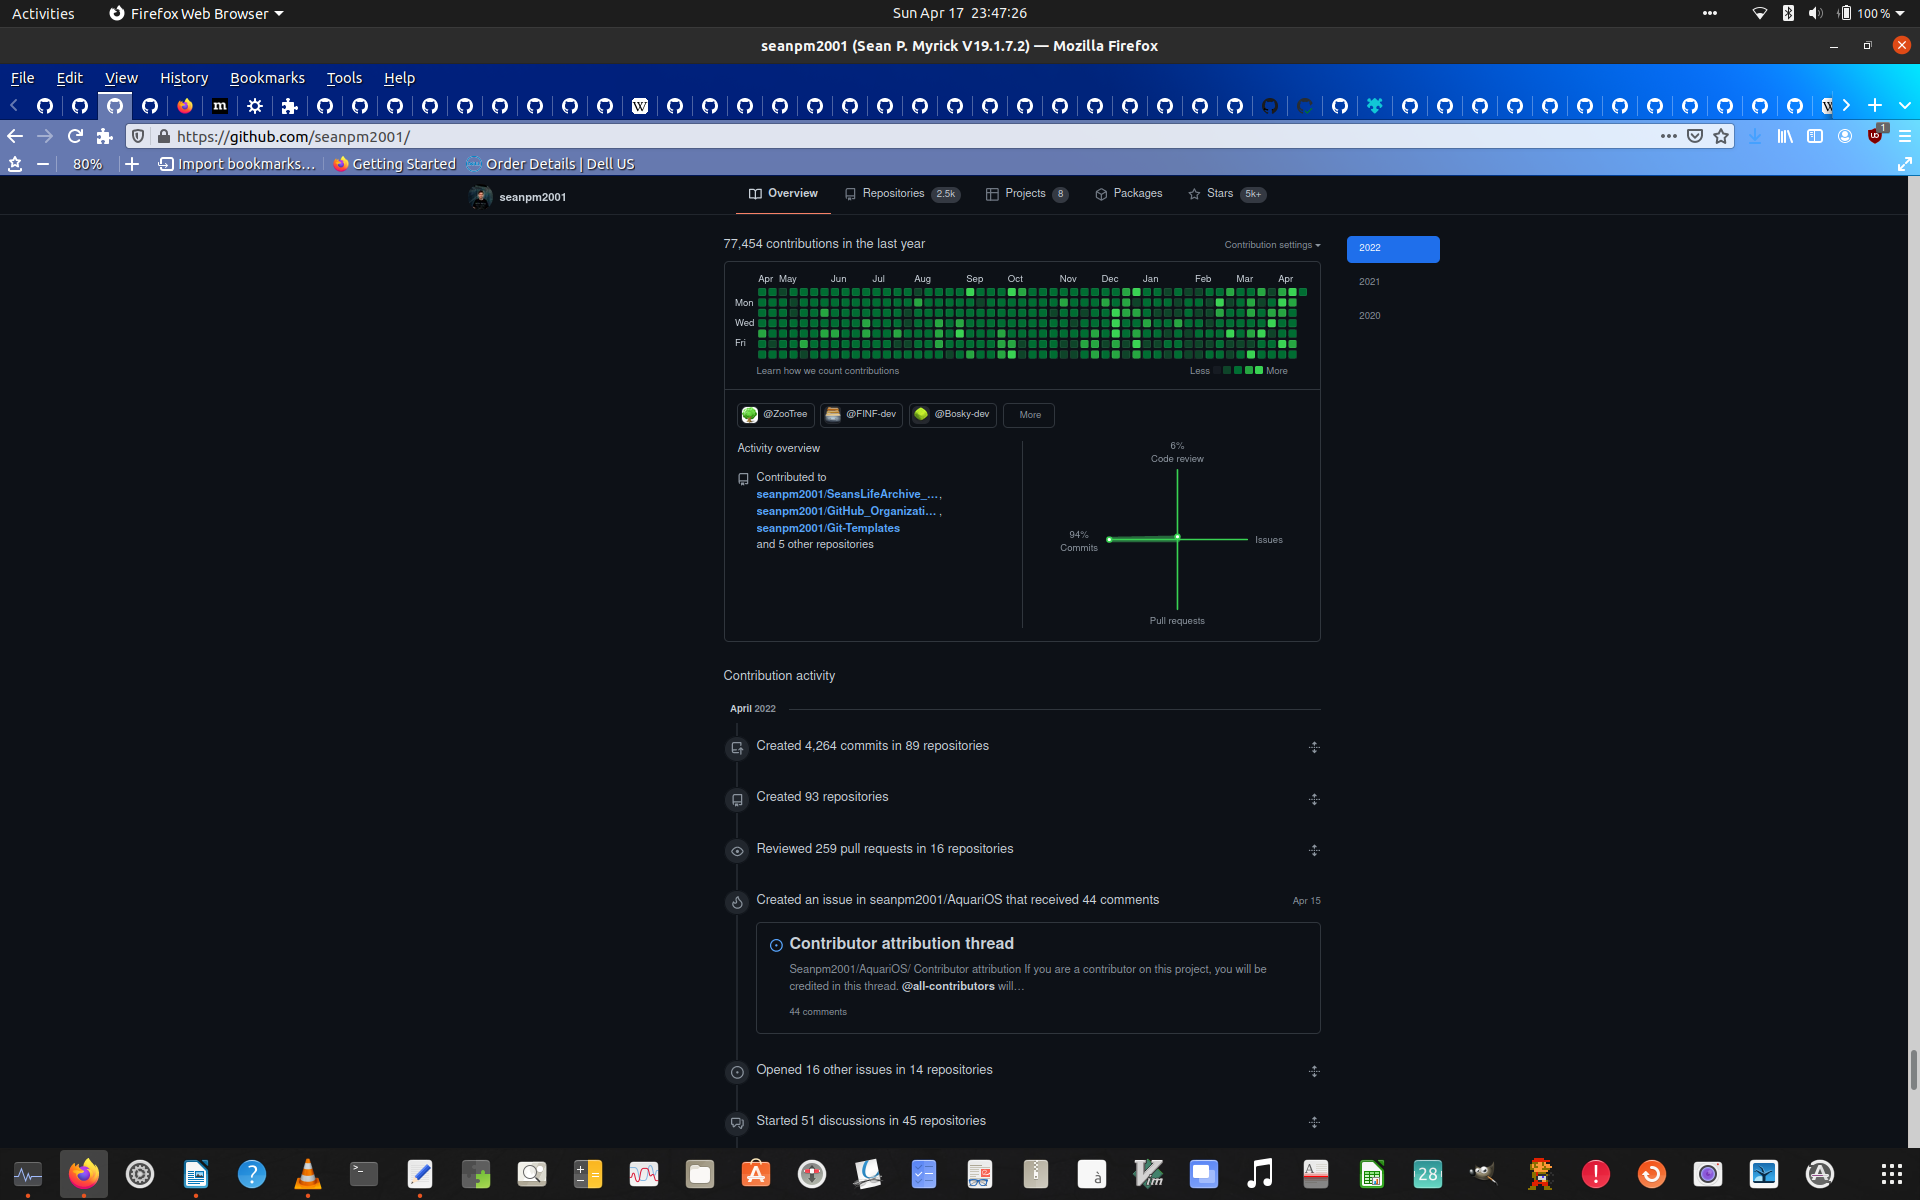 Activities
Firefox Web Browser
Sun Apr 17 23:47:26
100 %
seanpm2001 (Sean P. Myrick V19.1.7.2) — Mozilla Firefox
File Edit View History Bookmarks Tools Help
https://github.com/seanpm2001/
80%
Import bookmarks…
Getting Started
Order Details | Dell US
seanpm2001
Overview
Repositories 2.5k
Projects 8
Packages
Stars 5k+
77,454 contributions in the last year
Contribution settings
2022
2021
2020
Apr May Jun Jul Aug Sep Oct Nov Dec Jan Feb Mar Apr
Mon
Wed
Fri
Learn how we count contributions
Less More
@ZooTree
@FINF-dev
@Bosky-dev
More
Activity overview
Contributed to
seanpm2001/SeansLifeArchive_…,
seanpm2001/GitHub_Organizati… ,
seanpm2001/Git-Templates
and 5 other repositories
6%
Code review
94%
Commits
Issues
Pull requests
Contribution activity
April 2022
Created 4,264 commits in 89 repositories
Created 93 repositories
Reviewed 259 pull requests in 16 repositories
Created an issue in seanpm2001/AquariOS that received 44 comments
Apr 15
Contributor attribution thread
Seanpm2001/AquariOS/ Contributor attribution If you are a contributor on this project, you will be
credited in this thread. @all-contributors will…
44 comments
Opened 16 other issues in 14 repositories
Started 51 discussions in 45 repositories
28